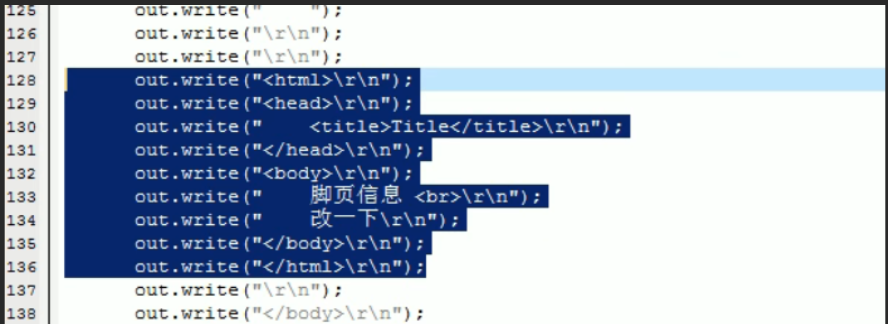 125 out.write("    ");
126 out.write("\r\n");
127 out.write("\r\n");
128 out.write("<html>\r\n");
129 out.write("<head>\r\n");
130 out.write("    <title>Title</title>\r\n");
131 out.write("</head>\r\n");
132 out.write("<body>\r\n");
133 out.write("    脚页信息 <br>\r\n");
134 out.write("    改一下\r\n");
135 out.write("</body>\r\n");
136 out.write("</html>\r\n");
137 out.write("\r\n");
138 out.write("</body>\r\n");